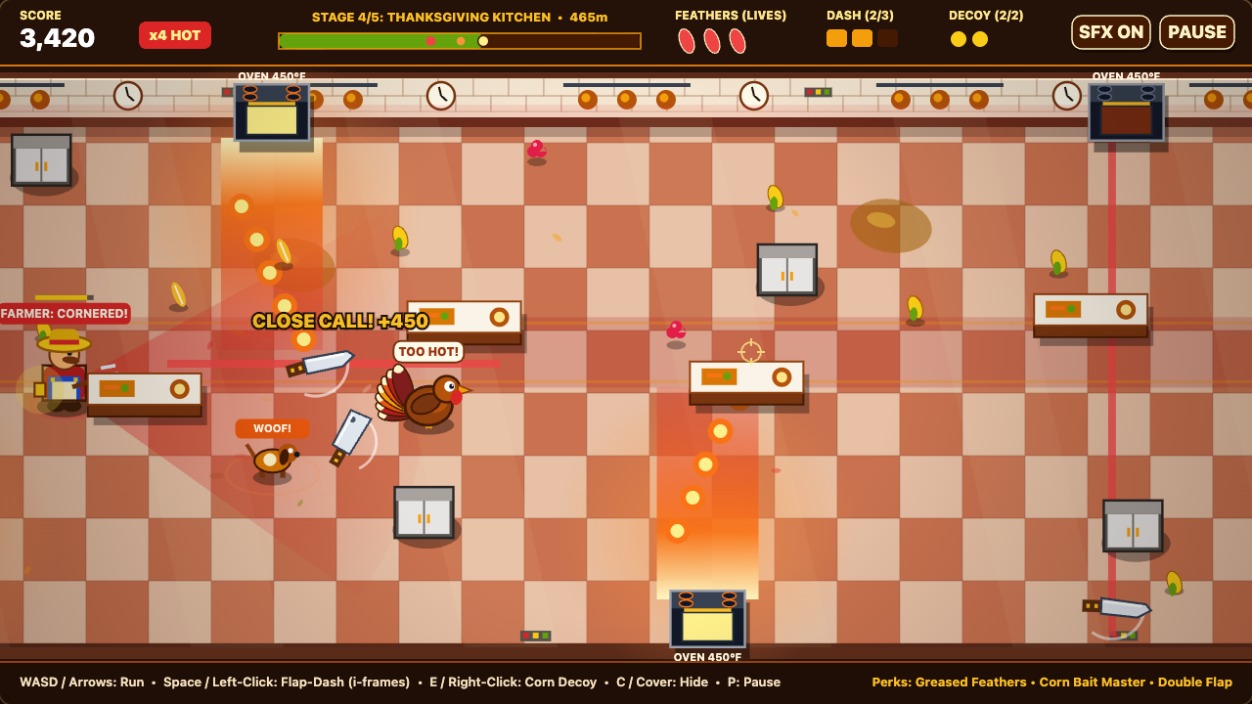 SCORE
3,420
x4 HOT
STAGE 4/5: THANKSGIVING KITCHEN • 465m
FEATHERS (LIVES)
DASH (2/3)
DECOY (2/2)
SFX ON
PAUSE
OVEN 450°F
OVEN 450°F
FARMER: CORNERED!
CLOSE CALL! +450
TOO HOT!
WOOF!
OVEN 450°F
WASD / Arrows: Run • Space / Left-Click: Flap-Dash (i-frames) • E / Right-Click: Corn Decoy • C / Cover: Hide • P: Pause
Perks: Greased Feathers • Corn Bait Master • Double Flap